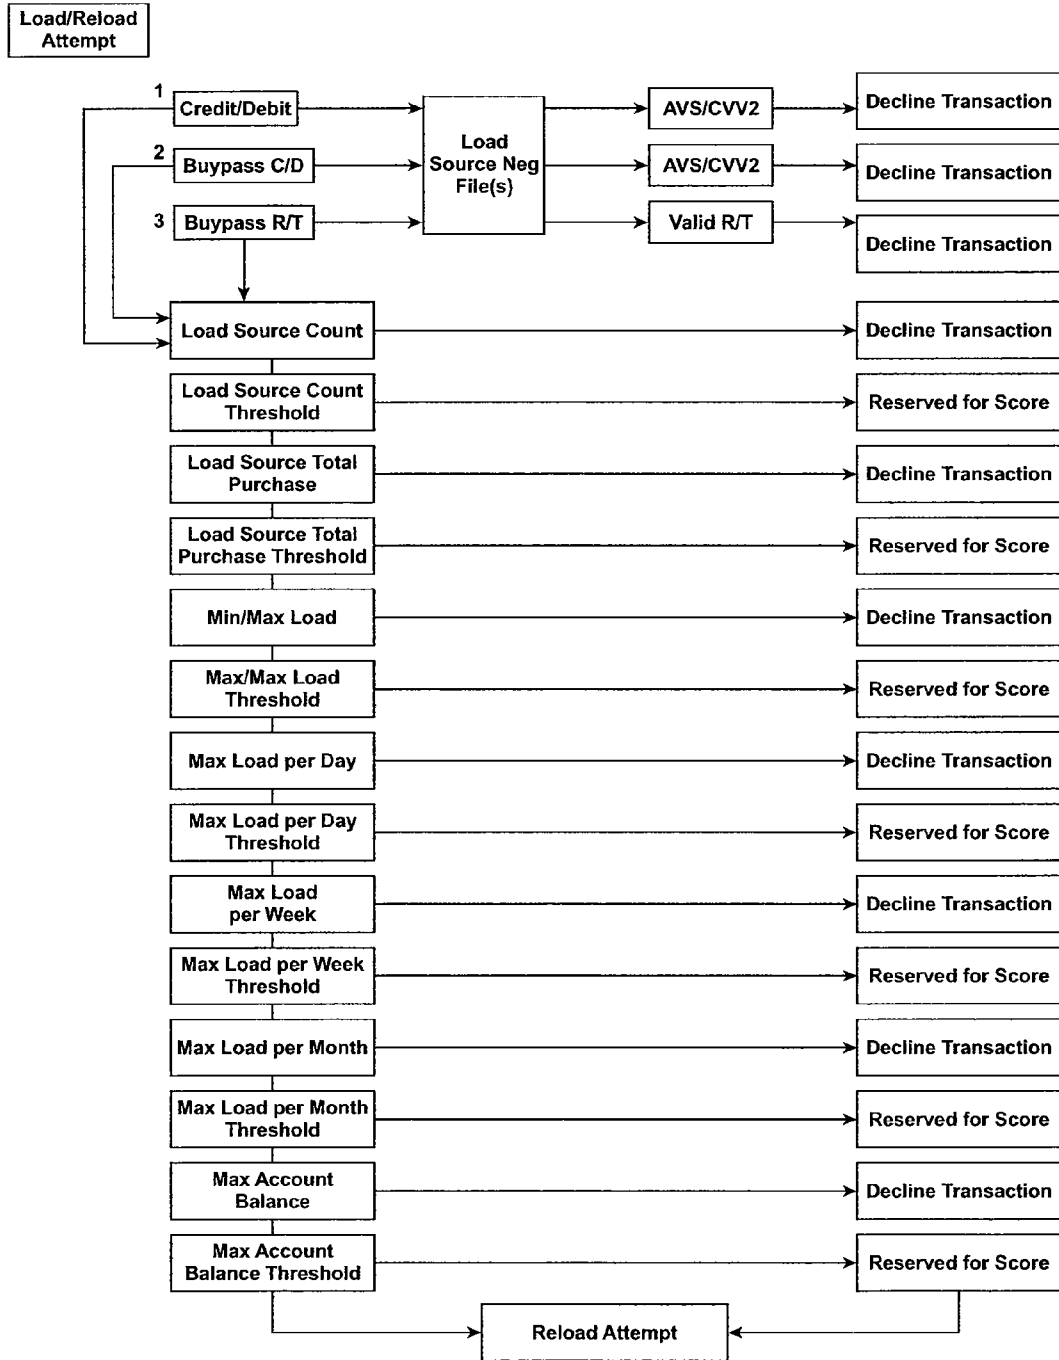 Load/Reload
Attempt
1
Credit/Debit
AVS/CVV2
Decline Transaction
2
Buypass C/D
Load
Source Neg
File(s)
AVS/CVV2
Decline Transaction
3
Buypass R/T
Valid R/T
Decline Transaction
Load Source Count
Decline Transaction
Load Source Count
Threshold
Reserved for Score
Load Source Total
Purchase
Decline Transaction
Load Source Total
Purchase Threshold
Reserved for Score
Min/Max Load
Decline Transaction
Max/Max Load
Threshold
Reserved for Score
Max Load per Day
Decline Transaction
Max Load per Day
Threshold
Reserved for Score
Max Load
per Week
Decline Transaction
Max Load per Week
Threshold
Reserved for Score
Max Load per Month
Decline Transaction
Max Load per Month
Threshold
Reserved for Score
Max Account
Balance
Decline Transaction
Max Account
Balance Threshold
Reserved for Score
Reload Attempt